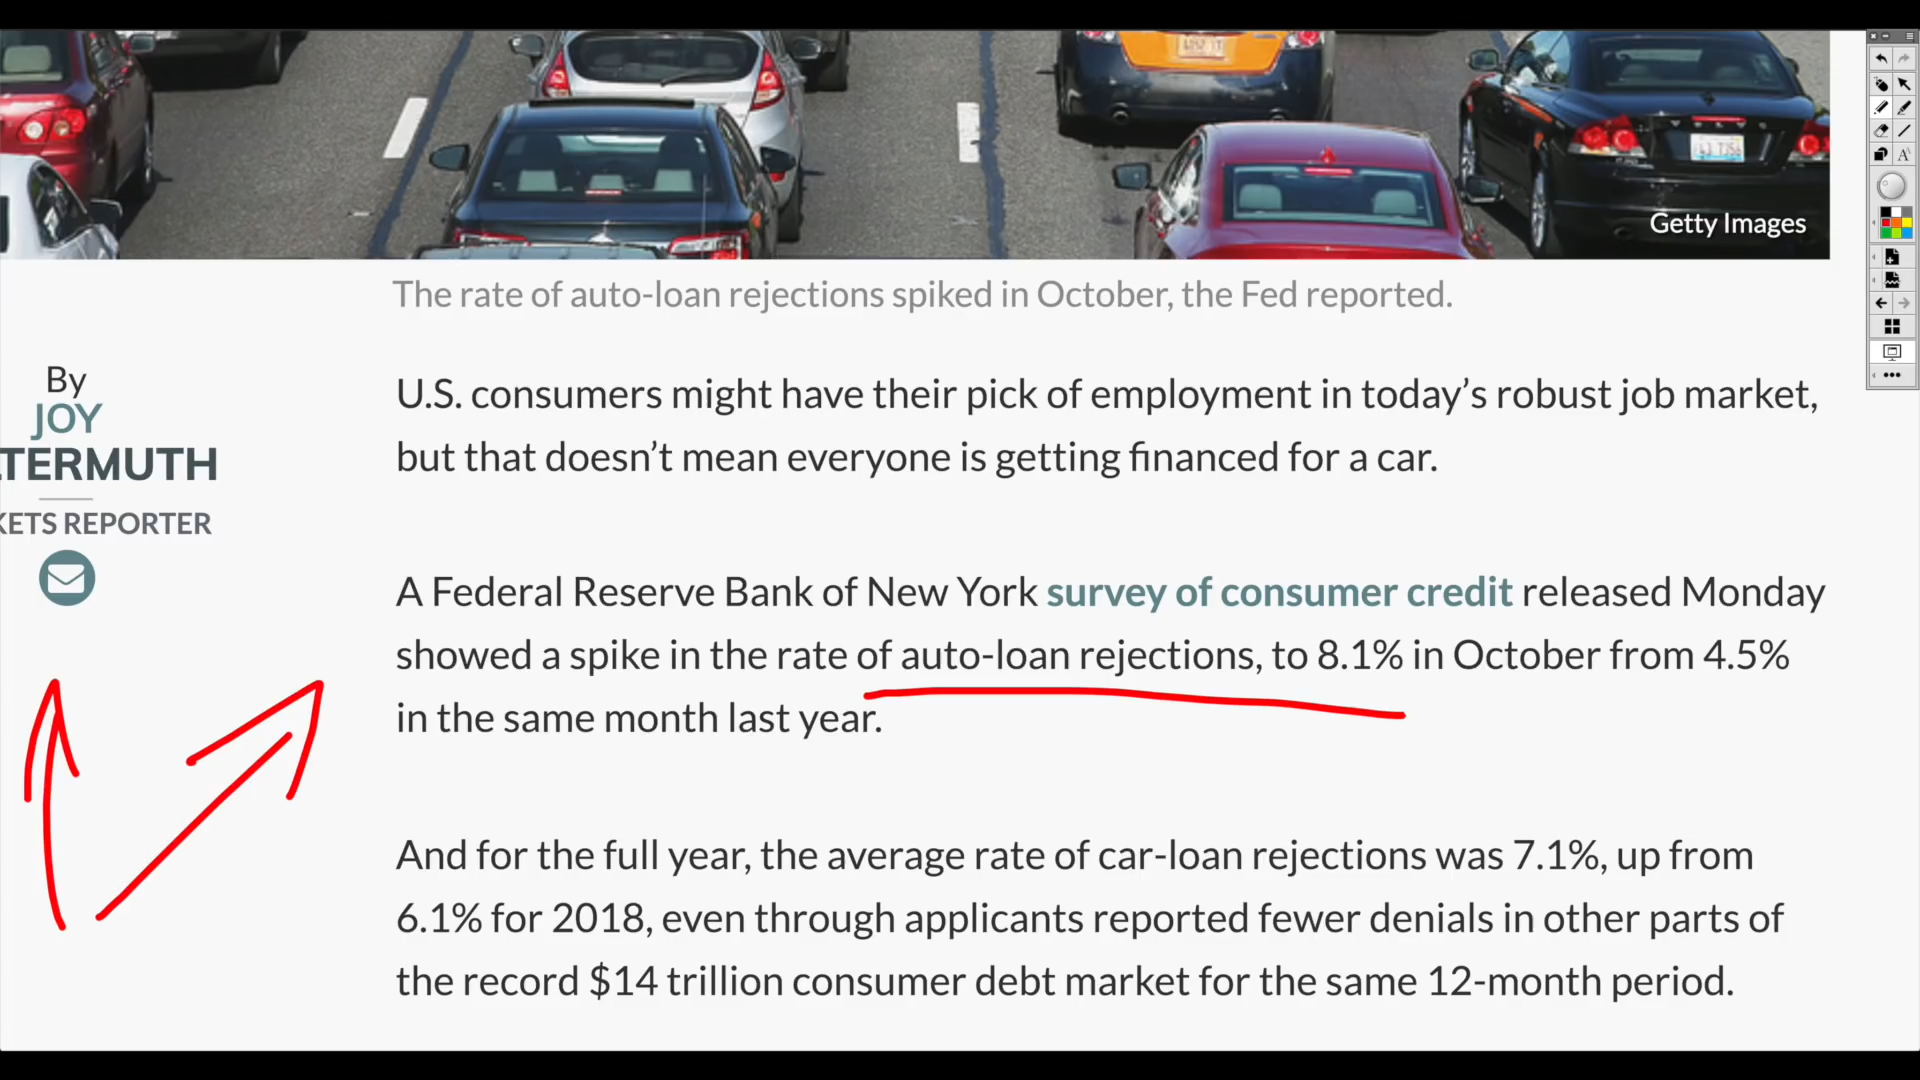 Getty Images
The rate of auto-loan rejections spiked in October, the Fed reported.
By
JOY
TERMUTH
KETS REPORTER
U.S. consumers might have their pick of employment in today’s robust job market,
but that doesn’t mean everyone is getting financed for a car.
A Federal Reserve Bank of New York survey of consumer credit released Monday
showed a spike in the rate of auto-loan rejections, to 8.1% in October from 4.5%
in the same month last year.
And for the full year, the average rate of car-loan rejections was 7.1%, up from
6.1% for 2018, even through applicants reported fewer denials in other parts of
the record $14 trillion consumer debt market for the same 12-month period.